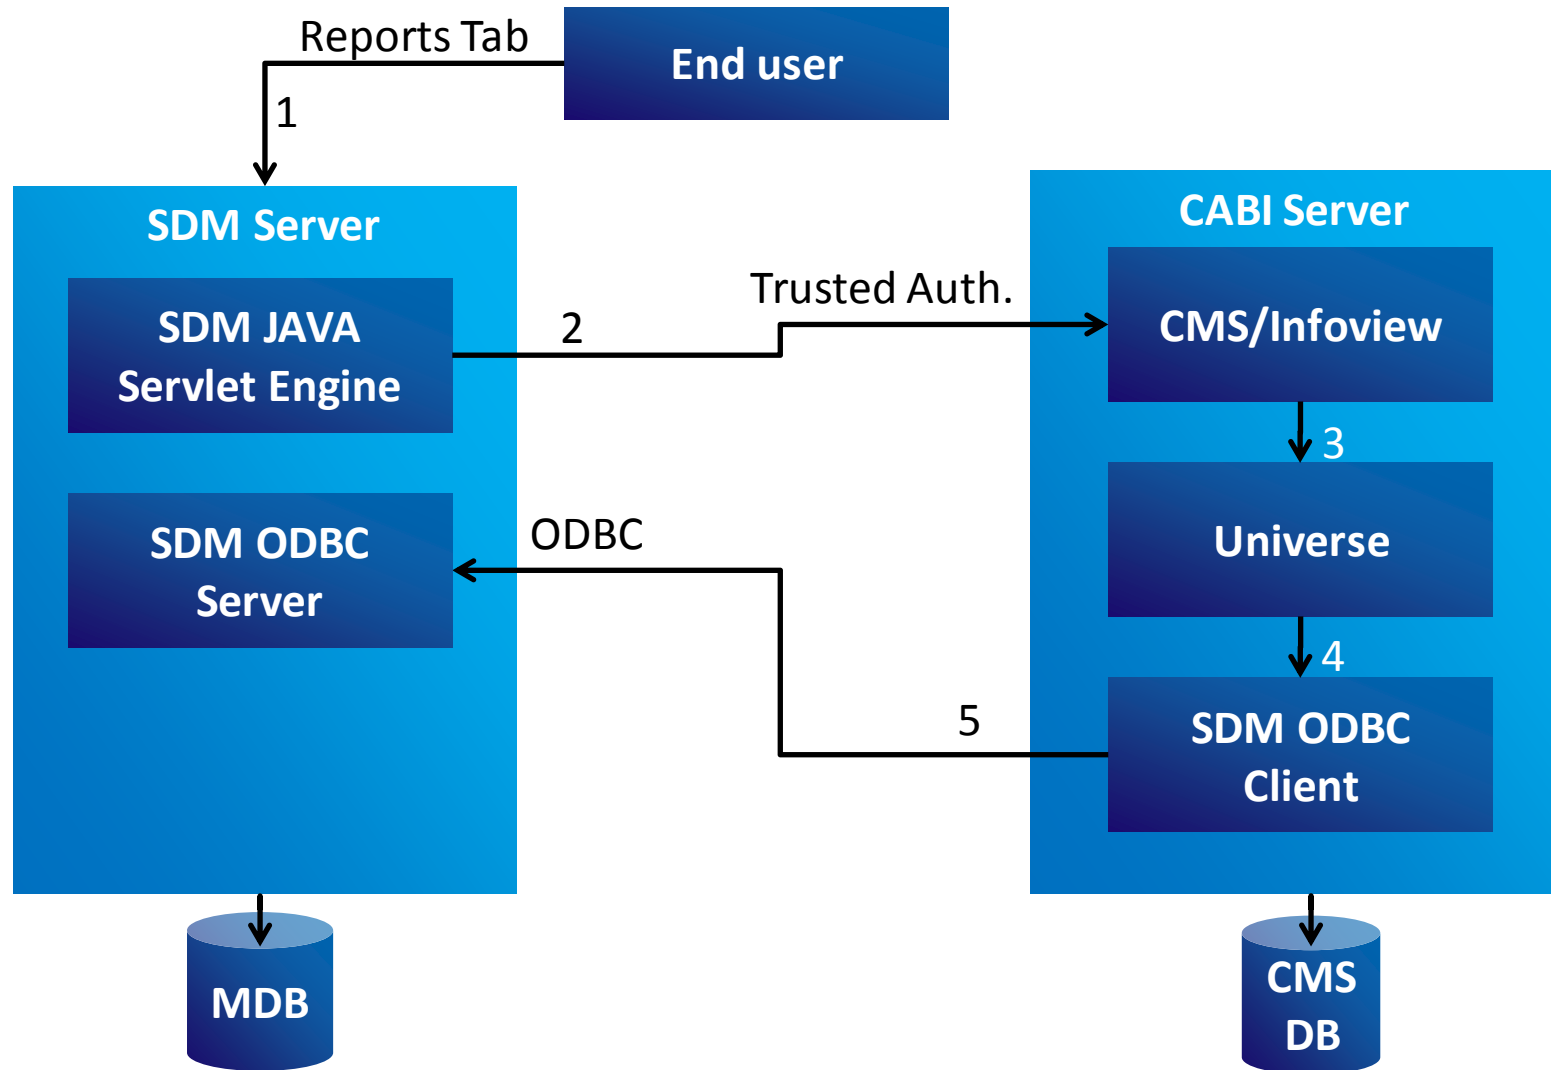 Reports Tab
End user
1
SDM Server
CABI Server
SDM JAVA
Servlet Engine
2
Trusted Auth.
CMS/Infoview
3
SDM ODBC
Server
ODBC
Universe
4
5
SDM ODBC
Client
MDB
CMS
DB